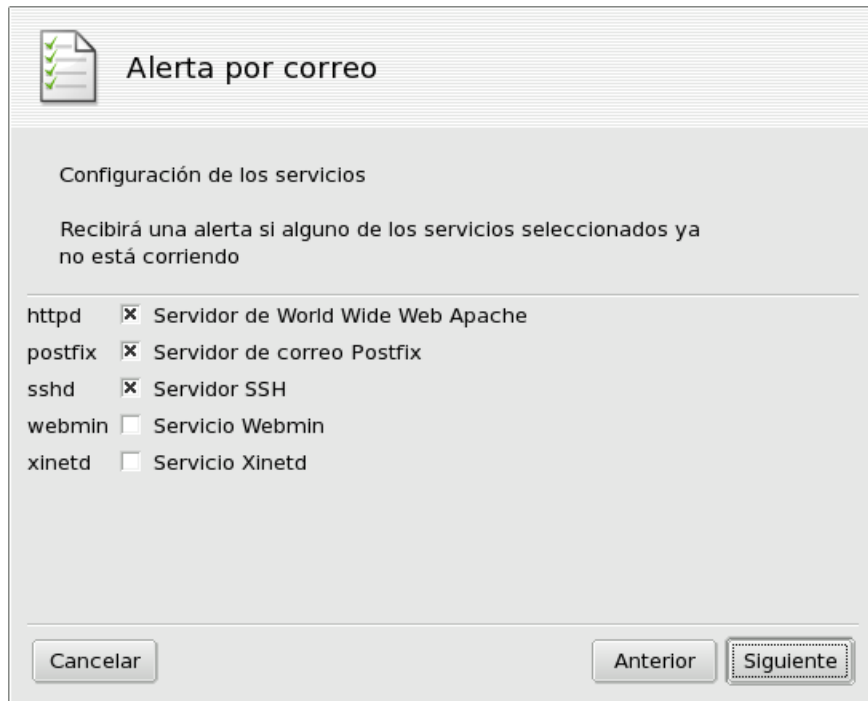 Alerta por correo
Configuración de los servicios
Recibirá una alerta si alguno de los servicios seleccionados ya
no está corriendo
httpd Servidor de World Wide Web Apache
postfix Servidor de correo Postfix
sshd Servidor SSH
webmin Servicio Webmin
xinetd Servicio Xinetd
Cancelar Anterior Siguiente